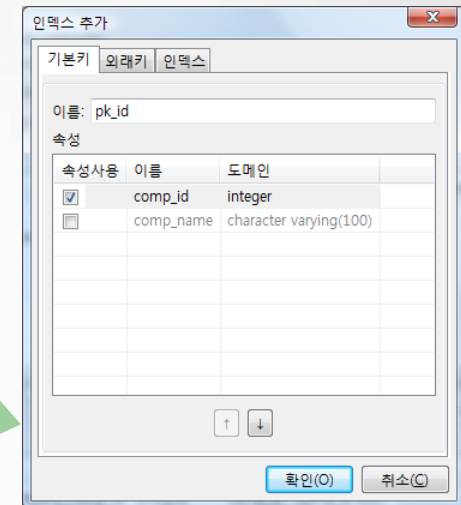 인덱스 추가
기본키 외래키 인덱스
이름: pk_id
속성
속성사용 이름 도메인
comp_id integer
comp_name character varying(100)
↑ ↓
확인(O) 취소(C)